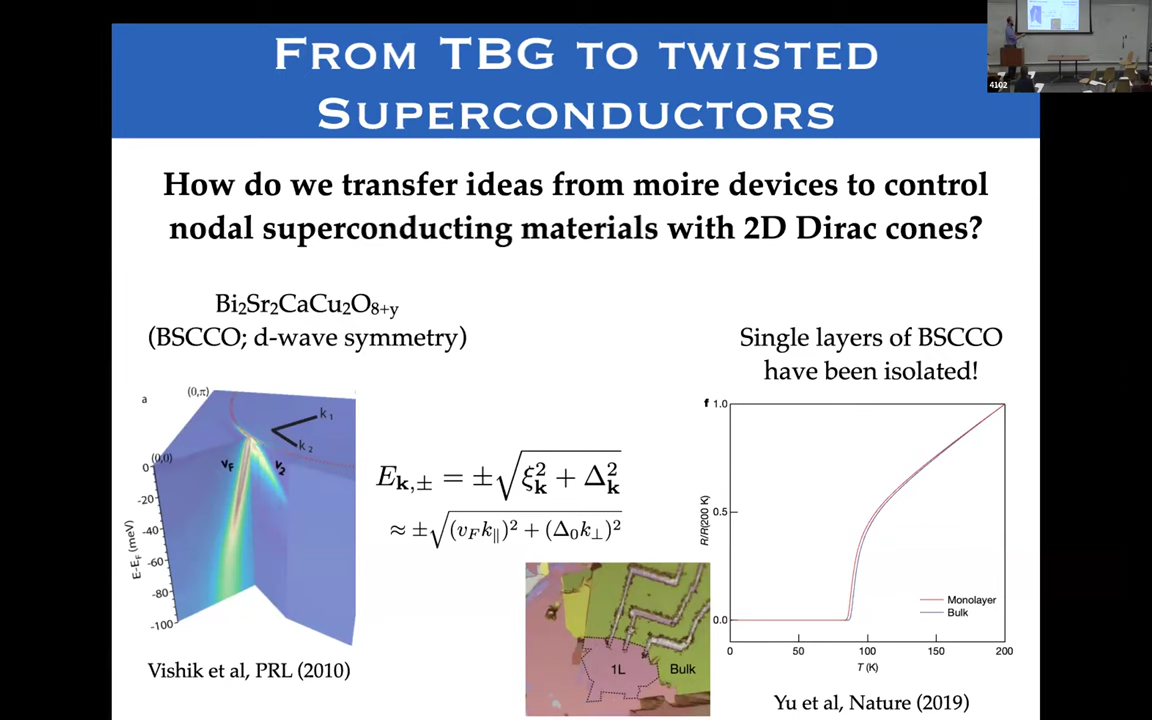 FROM TBG TO TWISTED
SUPERCONDUCTORS
How do we transfer ideas from moire devices to control
nodal superconducting materials with 2D Dirac cones?
Bi₂Sr₂CaCu₂O₈₊y
(BSCCO; d-wave symmetry)
Single layers of BSCCO
have been isolated!
a
(0,π)
k₁
k₂
(0,0)
vF
v₂
0
-20
-40
-60
-80
-100
E-EF (meV)
E𝐤,± = ±√(ξ𝐤² + Δ𝐤²)
≈ ±√((vF k∥)² + (Δ₀k⊥)²)
1L
Bulk
f
1.0
0.5
0.0
R/R(200 K)
Monolayer
Bulk
0 50 100 150 200
T (K)
Vishik et al, PRL (2010)
Yu et al, Nature (2019)
4102